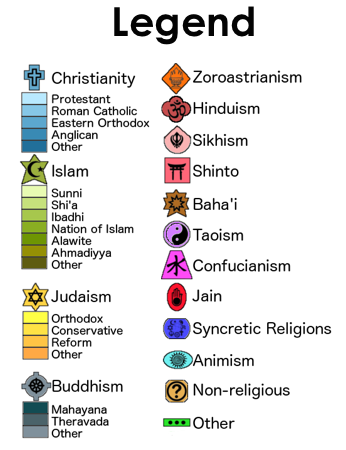 Legend
Christianity
Protestant
Roman Catholic
Eastern Orthodox
Anglican
Other
Islam
Sunni
Shi'a
Ibadhi
Nation of Islam
Alawite
Ahmadiyya
Other
Judaism
Orthodox
Conservative
Reform
Other
Buddhism
Mahayana
Theravada
Other
Zoroastrianism
Hinduism
Sikhism
Shinto
Baha'i
Taoism
Confucianism
Jain
Syncretic Religions
Animism
?
Non-religious
Other